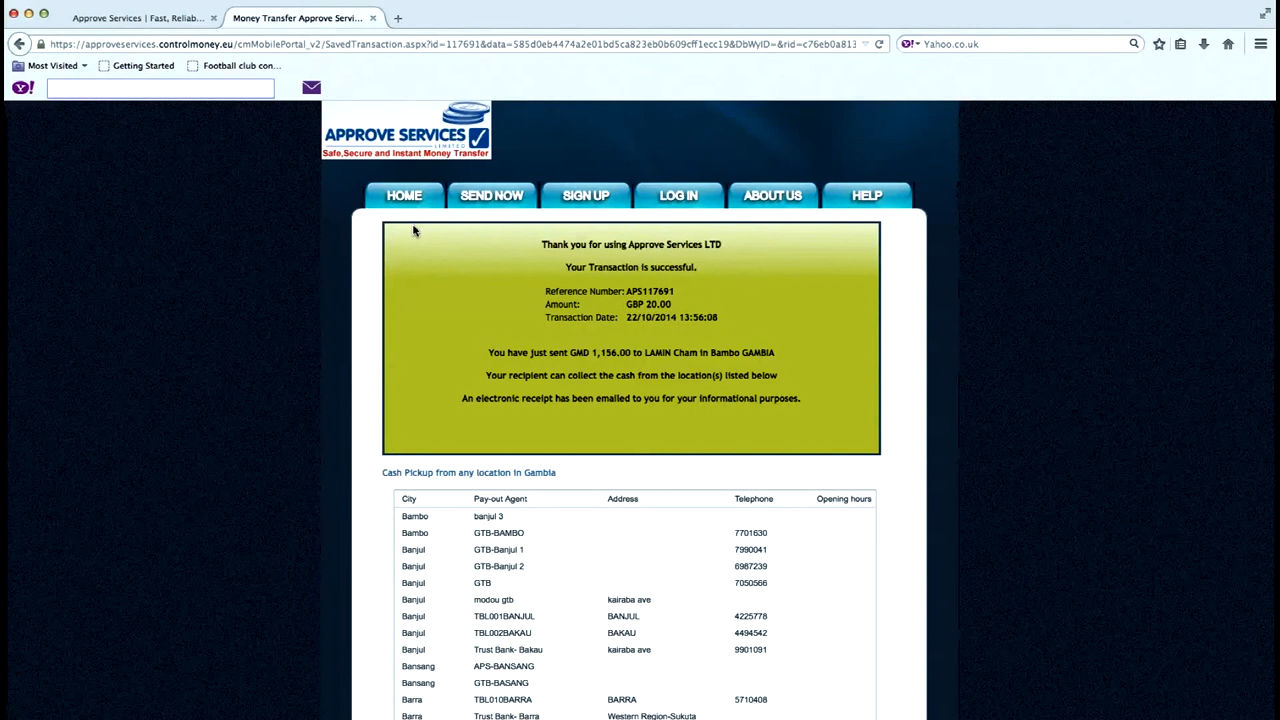 Approve Services | Fast, Reliab...
Money Transfer Approve Servi...
https://approveservices.controlmoney.eu/cmMobilePortal_v2/SavedTransaction.aspx?id=117691&data=585d0eb4474a2e01bd5ca823eb0b609cff1ecc19&DbWyID=&rid=c76eb0a813
Yahoo.co.uk
Most Visited
Getting Started
Football club con...
Y!
APPROVE SERVICES
LIMITED
Safe,Secure and Instant Money Transfer
HOME SEND NOW SIGN UP LOG IN ABOUT US HELP
Thank you for using Approve Services LTD
Your Transaction is successful.
Reference Number: APS117691
Amount: GBP 20.00
Transaction Date: 22/10/2014 13:56:08
You have just sent GMD 1,156.00 to LAMIN Cham in Bambo GAMBIA
Your recipient can collect the cash from the location(s) listed below
An electronic receipt has been emailed to you for your informational purposes.
Cash Pickup from any location in Gambia
City Pay-out Agent Address Telephone Opening hours
Bambo banjul 3
Bambo GTB-BAMBO 7701630
Banjul GTB-Banjul 1 7990041
Banjul GTB-Banjul 2 6987239
Banjul GTB 7050566
Banjul modou gtb kairaba ave
Banjul TBL001BANJUL BANJUL 4225778
Banjul TBL002BAKAU BAKAU 4494542
Banjul Trust Bank- Bakau kairaba ave 9901091
Bansang APS-BANSANG
Bansang GTB-BASANG
Barra TBL010BARRA BARRA 5710408
Barra Trust Bank- Barra Western Region-Sukuta